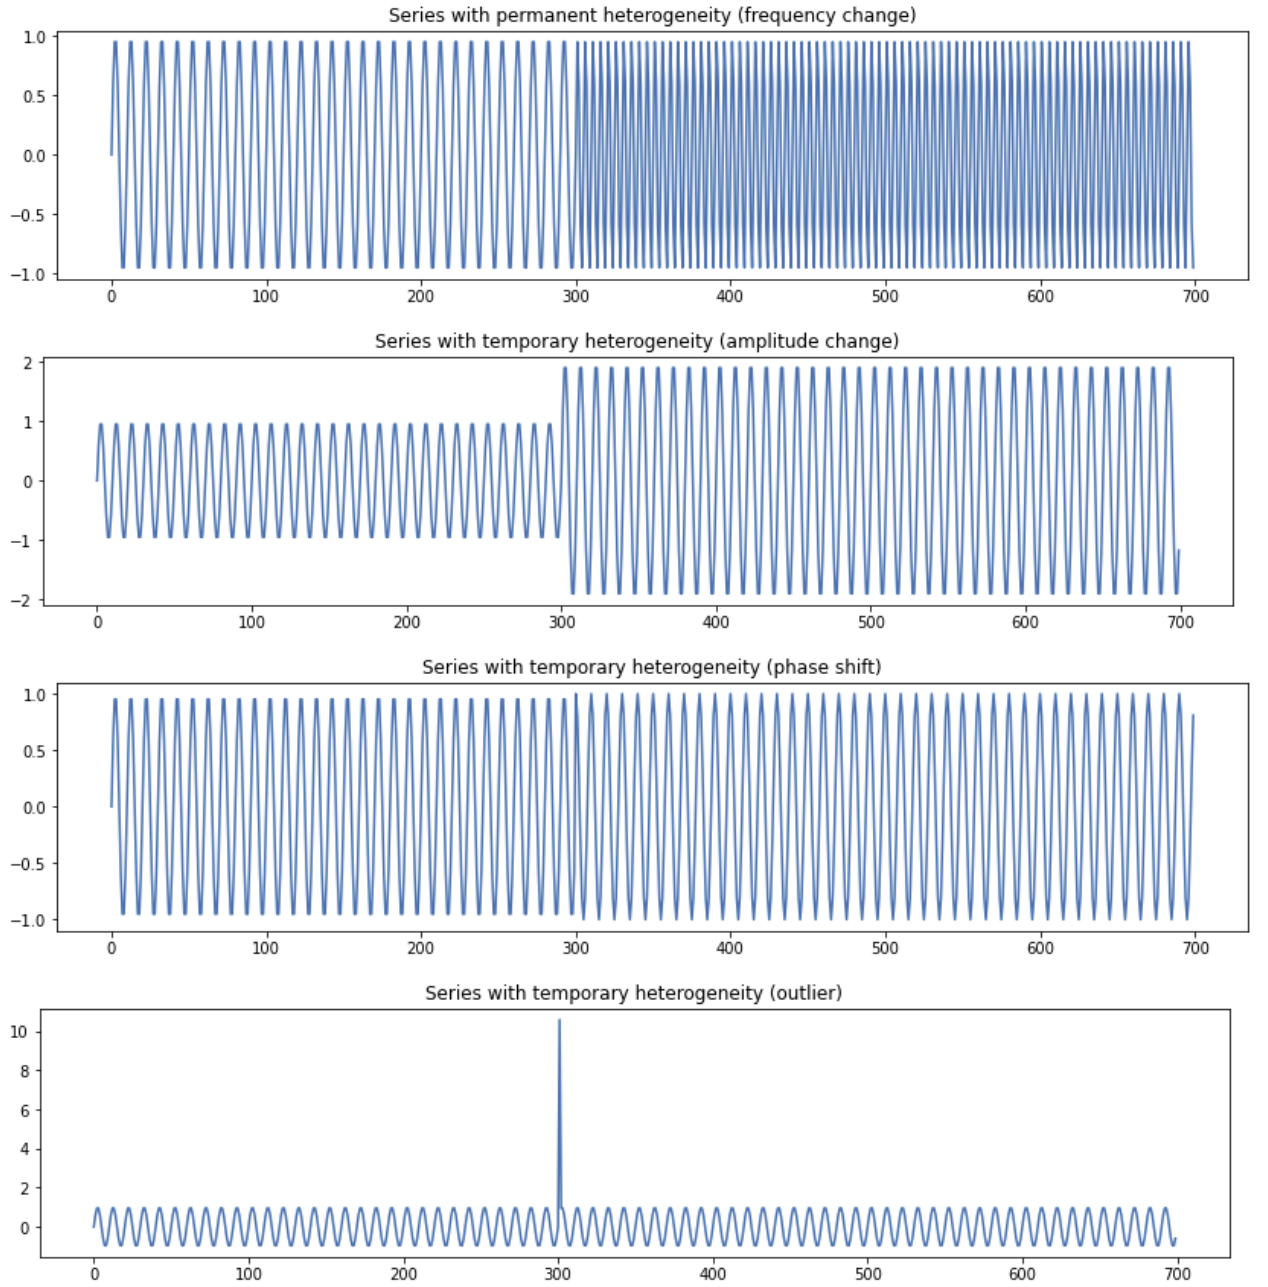 Series with permanent heterogeneity (frequency change)
1.0
0.5
0.0
−0.5
−1.0
0 100 200 300 400 500 600 700
Series with temporary heterogeneity (amplitude change)
2
1
0
−1
−2
0 100 200 300 400 500 600 700
Series with temporary heterogeneity (phase shift)
1.0
0.5
0.0
−0.5
−1.0
0 100 200 300 400 500 600 700
Series with temporary heterogeneity (outlier)
10
8
6
4
2
0
0 100 200 300 400 500 600 700